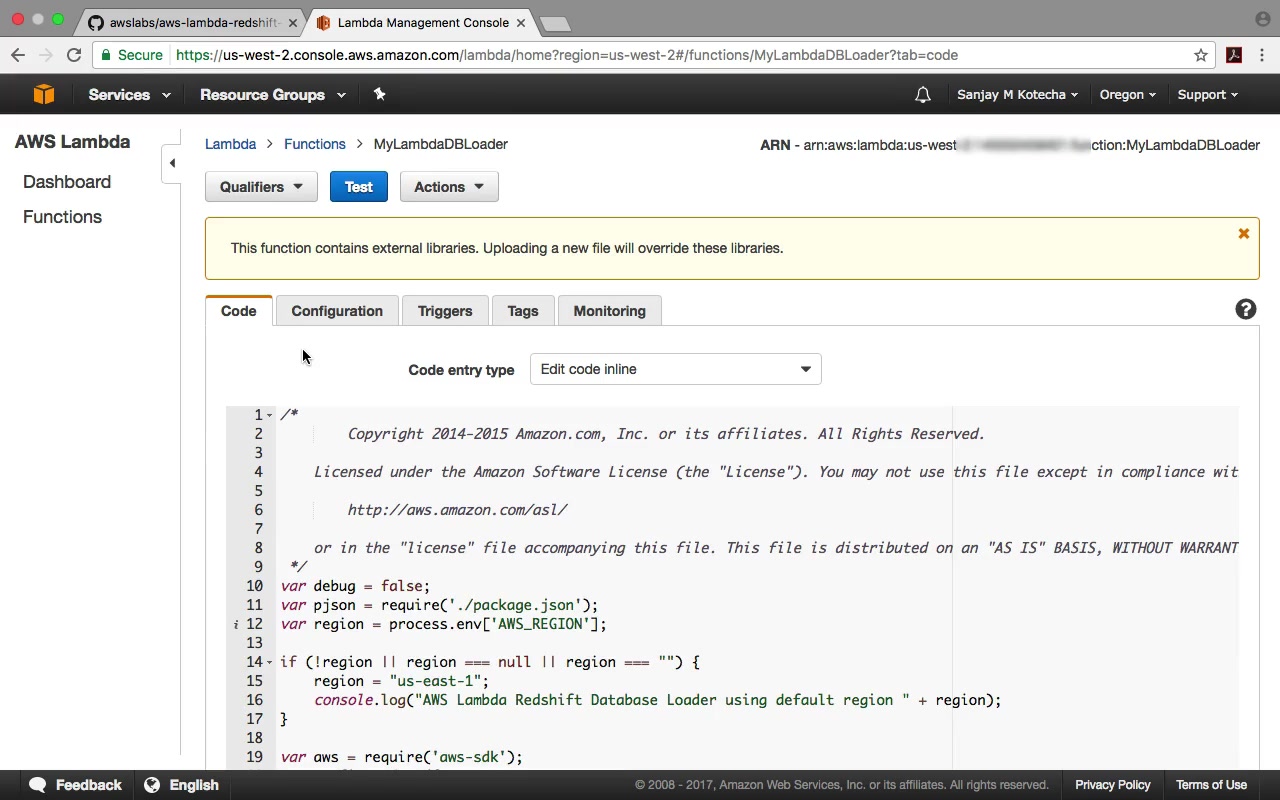 awslabs/aws-lambda-redshift-
Lambda Management Console
Secure https://us-west-2.console.aws.amazon.com/lambda/home?region=us-west-2#/functions/MyLambdaDBLoader?tab=code
Services Resource Groups Sanjay M Kotecha Oregon Support
AWS Lambda
Dashboard
Functions
Lambda > Functions > MyLambdaDBLoader
ARN - arn:aws:lambda:us-west ction:MyLambdaDBLoader
Qualifiers Test Actions
This function contains external libraries. Uploading a new file will override these libraries.
Code Configuration Triggers Tags Monitoring
Code entry type Edit code inline
1 /*
2 Copyright 2014-2015 Amazon.com, Inc. or its affiliates. All Rights Reserved.
3
4 Licensed under the Amazon Software License (the "License"). You may not use this file except in compliance wit
5
6 http://aws.amazon.com/asl/
7
8 or in the "license" file accompanying this file. This file is distributed on an "AS IS" BASIS, WITHOUT WARRANT
9 */
10 var debug = false;
11 var pjson = require('./package.json');
i 12 var region = process.env['AWS_REGION'];
13
14 if (!region || region === null || region === "") {
15 region = "us-east-1";
16 console.log("AWS Lambda Redshift Database Loader using default region " + region);
17 }
18
19 var aws = require('aws-sdk');
Feedback English © 2008 - 2017, Amazon Web Services, Inc. or its affiliates. All rights reserved. Privacy Policy Terms of Use